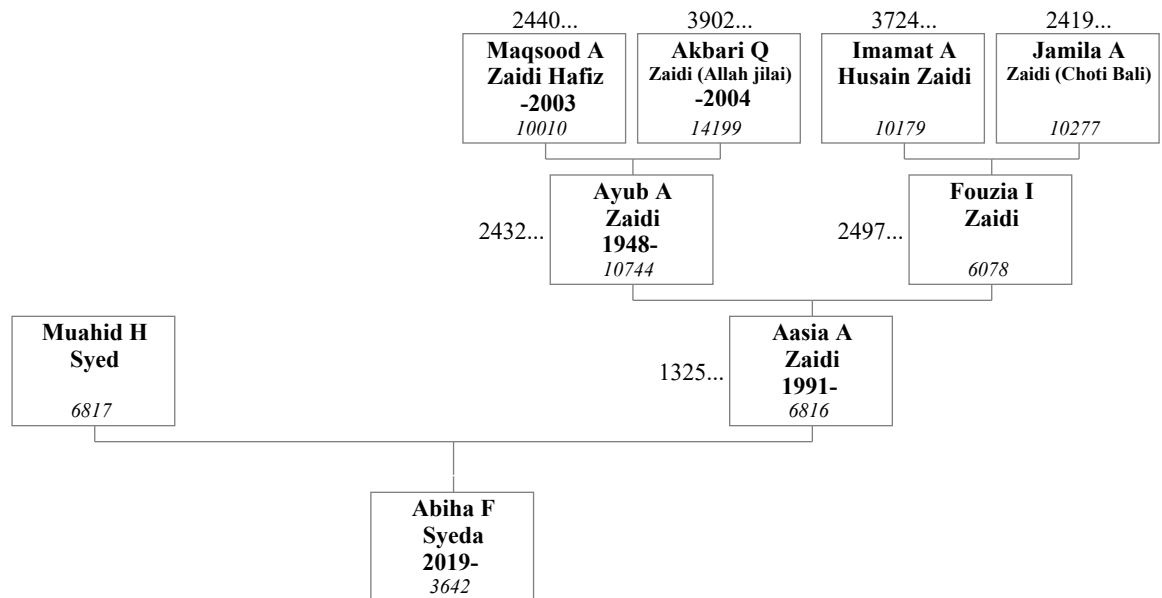 2440...
3902...
3724...
2419...
Maqsood A
Zaidi Hafiz
-2003
10010
Akbari Q
Zaidi (Allah jilai)
-2004
14199
Imamat A
Husain Zaidi
10179
Jamila A
Zaidi (Choti Bali)
10277
2432...
Ayub A
Zaidi
1948-
10744
2497...
Fouzia I
Zaidi
6078
Muahid H
Syed
6817
1325...
Aasia A
Zaidi
1991-
6816
Abiha F
Syeda
2019-
3642